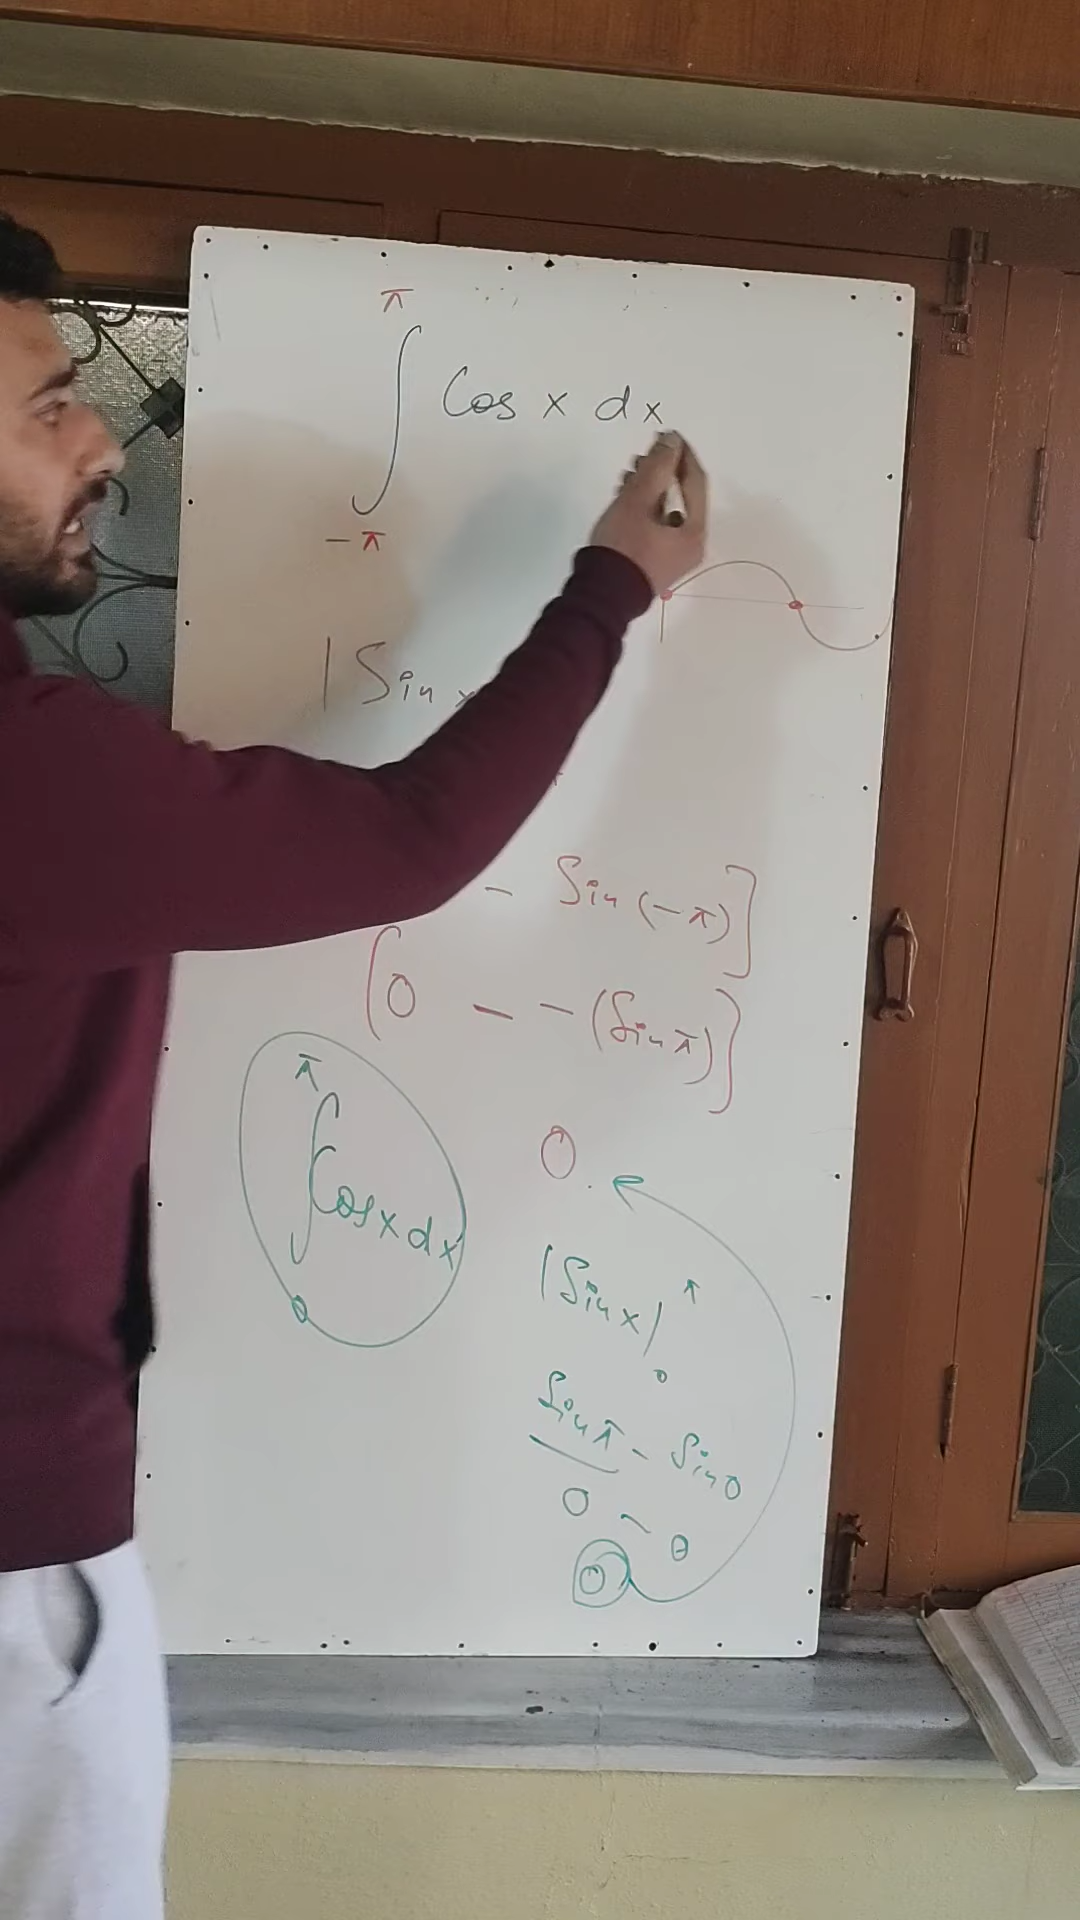 π
∫ Cos x dx
-π
| Sin x
- Sin (-π)]
[0 - -(Sin π)]
0.
π
∫ Cos x dx
0
|Sin x| π
0
Sin π - Sin 0
0 - 0
0